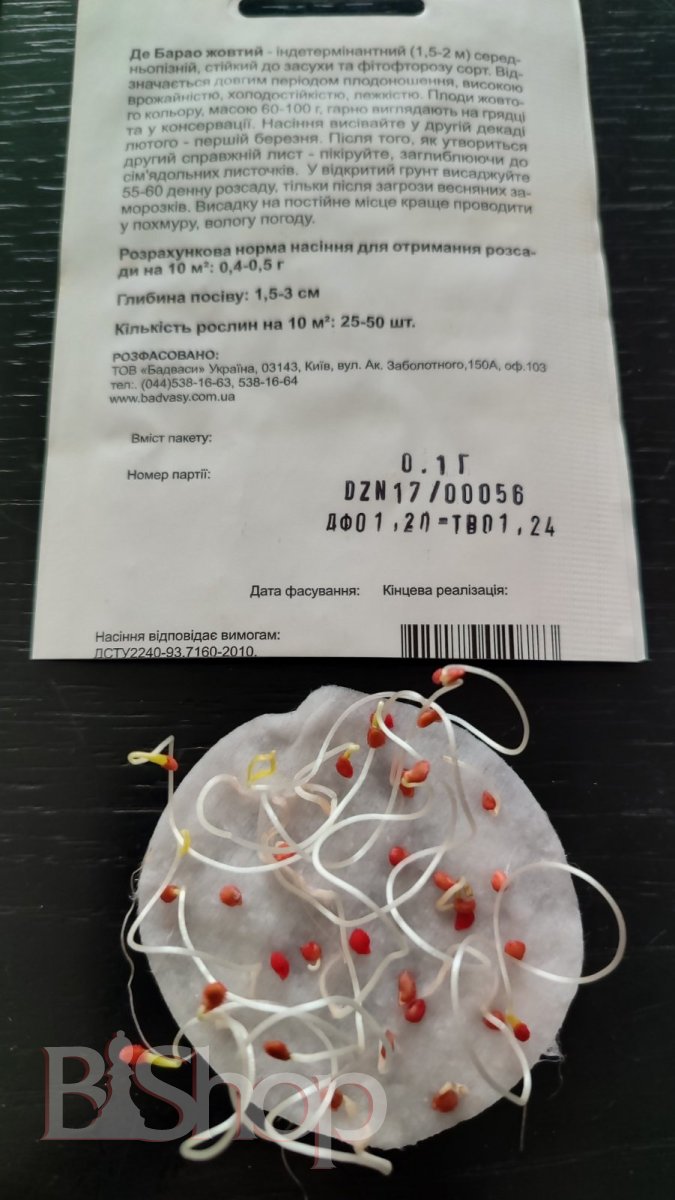 Де Барао жовтий - індетермінантний (1,5-2 м) серед-
ньопізній, стійкий до засухи та фітофторозу сорт. Від-
значається довгим періодом плодоношення, високою
врожайністю, холодостійкістю, лежкістю. Плоди жовто-
го кольору, масою 60-100 г, гарно виглядають на грядці
та у консервації. Насіння висівайте у другій декаді
лютого - першій березня. Після того, як утвориться
другий справжній лист - пікіруйте, заглиблюючи до
сім'ядольних листочків. У відкритий грунт висаджуйте
55-60 денну розсаду, тільки після загрози весняних за-
морозків. Висадку на постійне місце краще проводити
у похмуру, вологу погоду.
Розрахункова норма насіння для отримання розса-
ди на 10 м²: 0,4-0,5 г
Глибина посіву: 1,5-3 см
Кількість рослин на 10 м²: 25-50 шт.
РОЗФАСОВАНО:
ТОВ «Бадваси» Україна, 03143, Київ, вул. Ак. Заболотного,150А, оф.103
тел:. (044)538-16-63, 538-16-64
www.badvasy.com.ua
Вміст пакету:
0.1Г
Номер партії:
DZN17/00056
ДФ01,20-ТВ01,24
Дата фасування: Кінцева реалізація:
Насіння відповідає вимогам:
ДСТУ2240-93,7160-2010.
BiShop